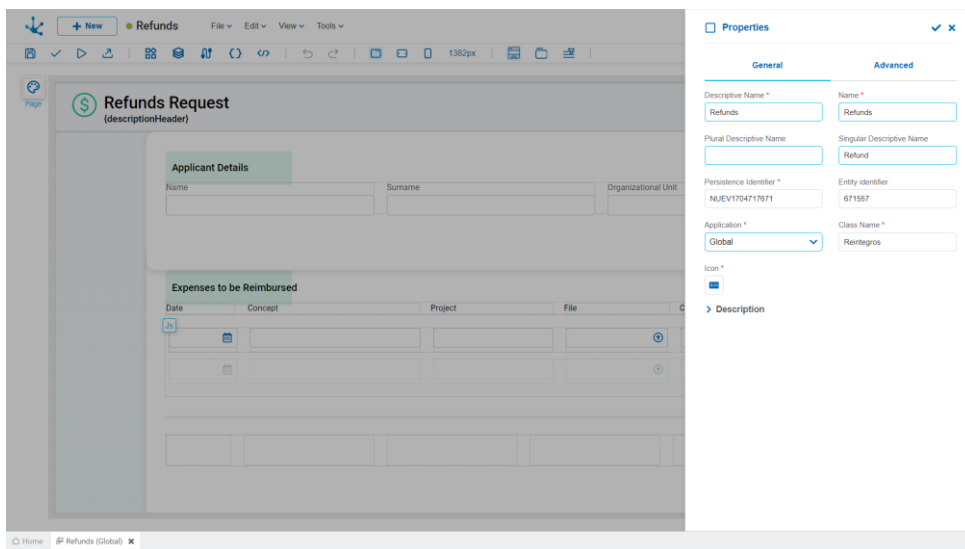 New
Refunds
File
Edit
View
Tools
Properties
1382px
General
Advanced
Page
Refunds Request
{descriptionHeader}
Descriptive Name *
Name *
Refunds
Refunds
Plural Descriptive Name
Singular Descriptive Name
Refund
Applicant Details
Name
Surname
Organizational Unit
Persistence Identifier *
Entity identifier
NUEV1704717671
671557
Application *
Class Name *
Global
Reintegros
Icon *
Expenses to be Reimbursed
Date
Concept
Project
File
C
Description
Js
Home
Refunds (Global)